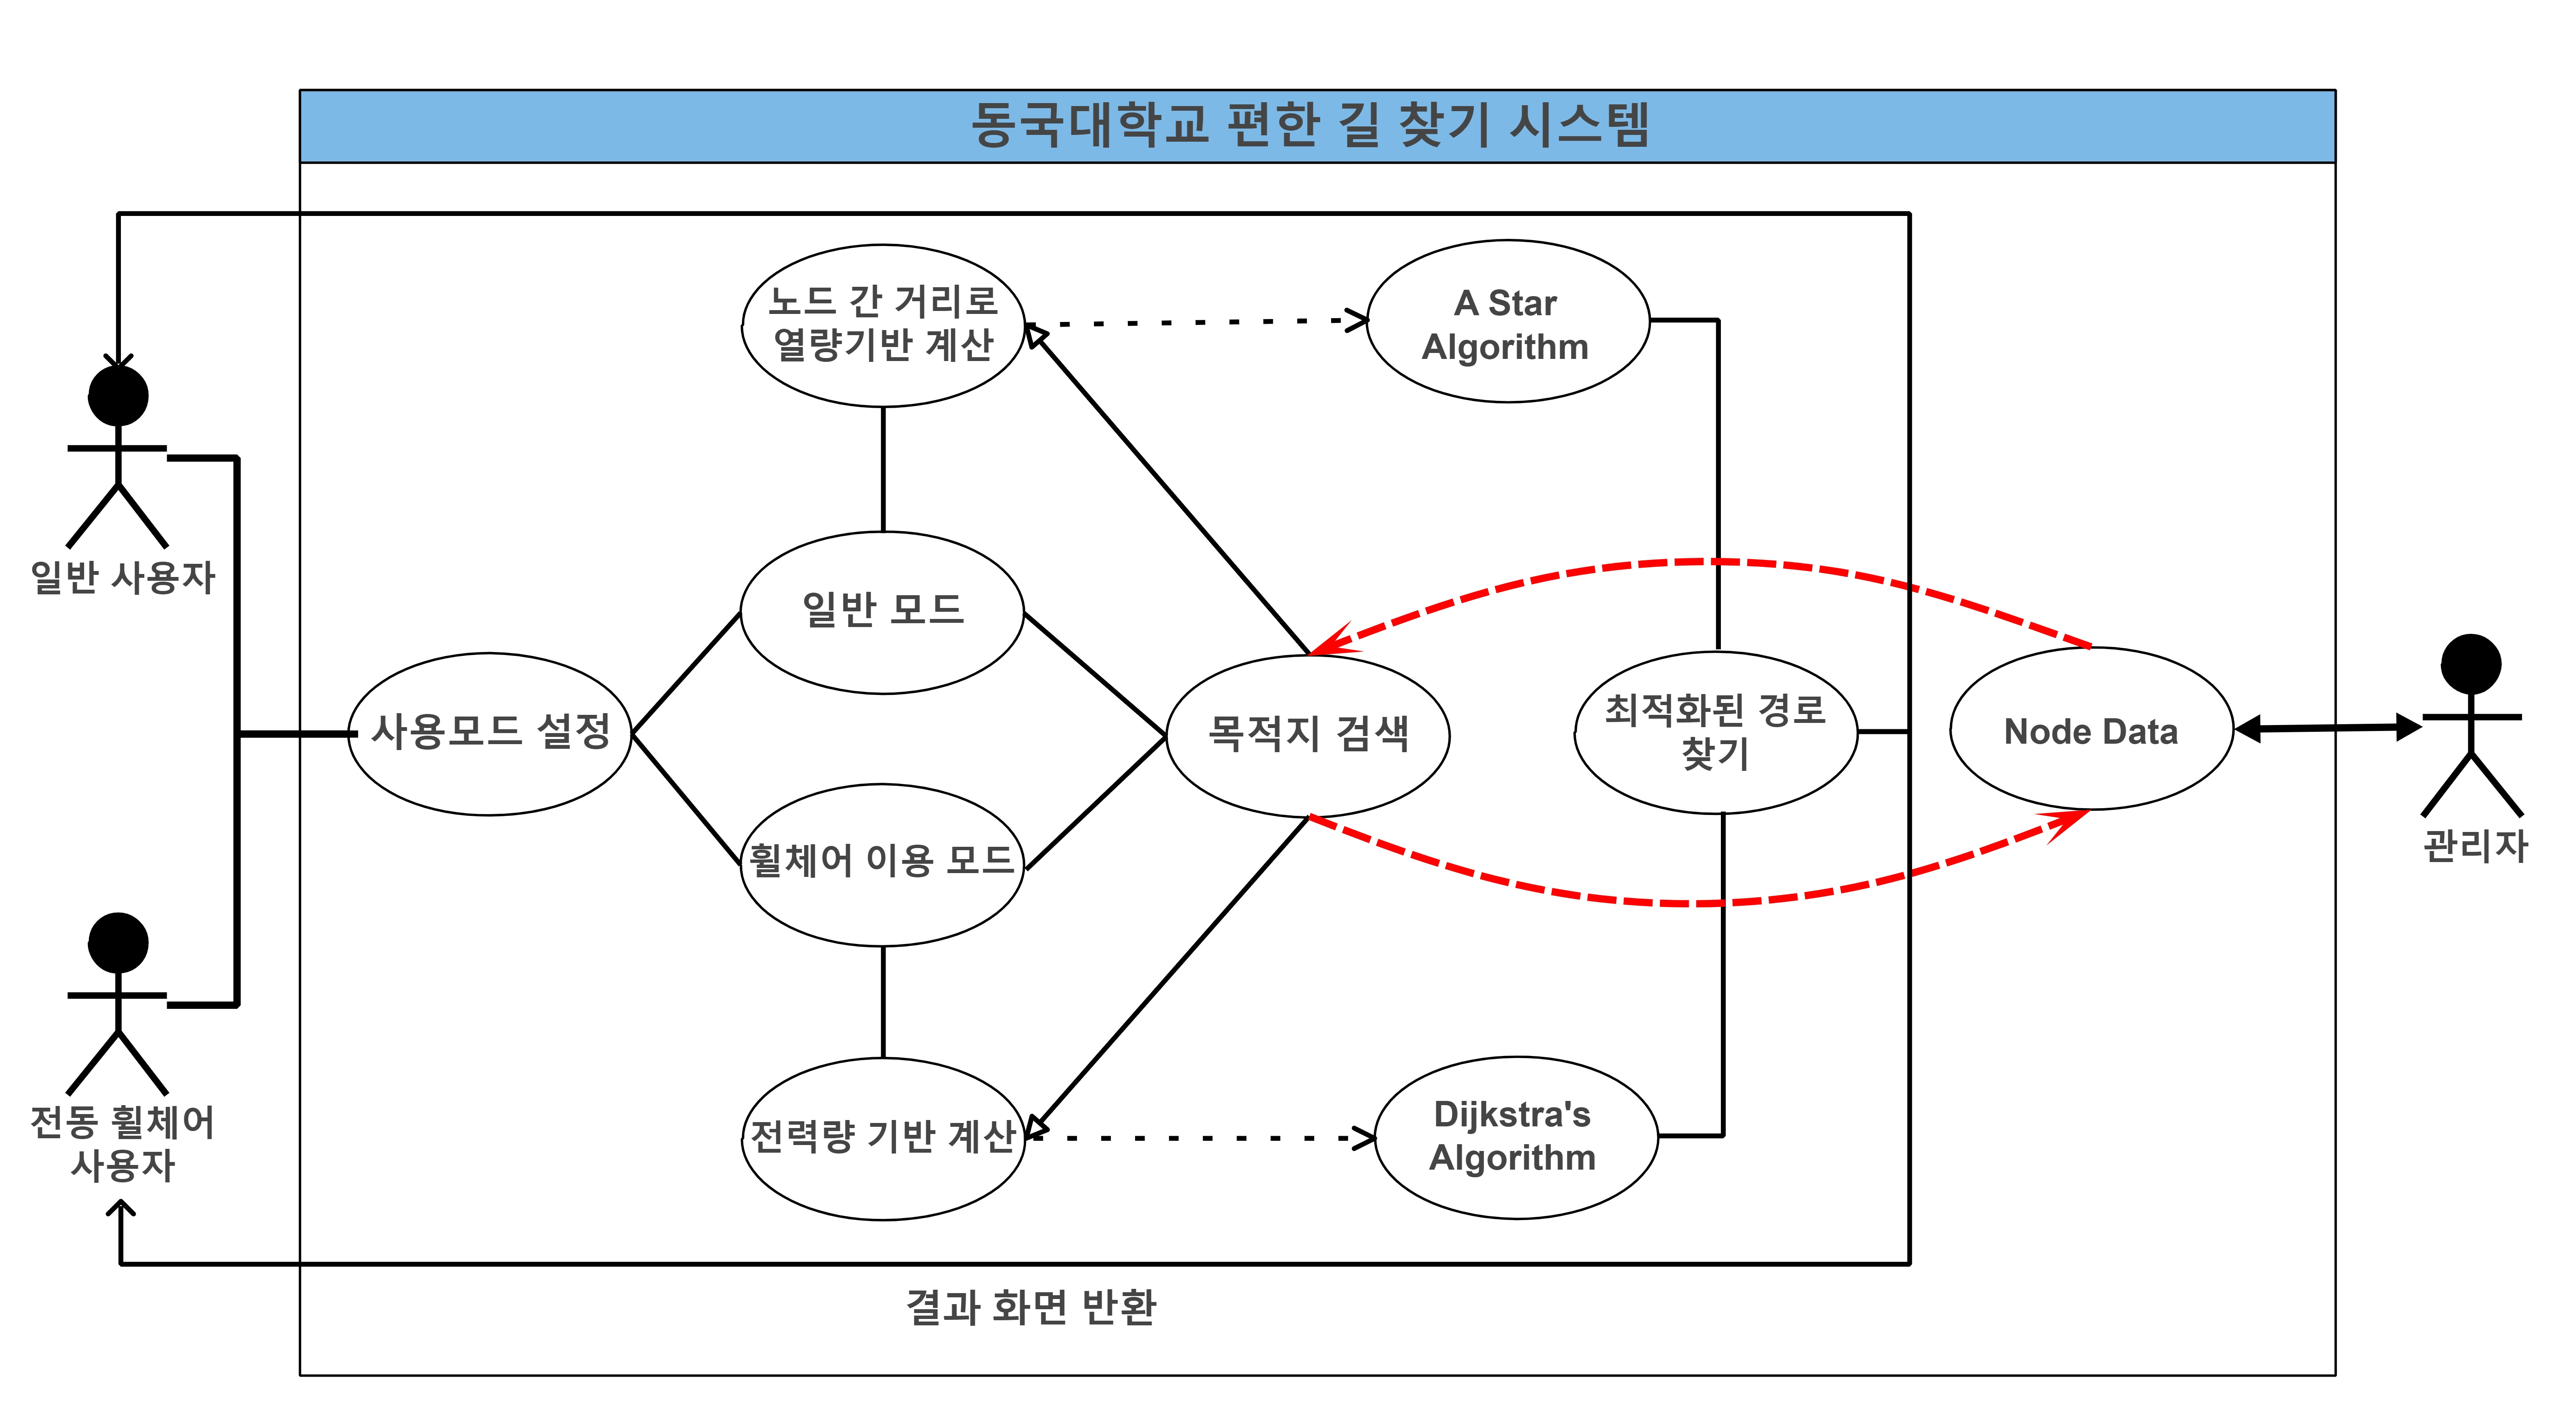 동국대학교 편한 길 찾기 시스템
노드 간 거리로
열량기반 계산
A Star
Algorithm
일반 사용자
일반 모드
사용모드 설정
목적지 검색
최적화된 경로
찾기
Node Data
관리자
휠체어 이용 모드
전동 휠체어
사용자
전력량 기반 계산
Dijkstra's
Algorithm
결과 화면 반환